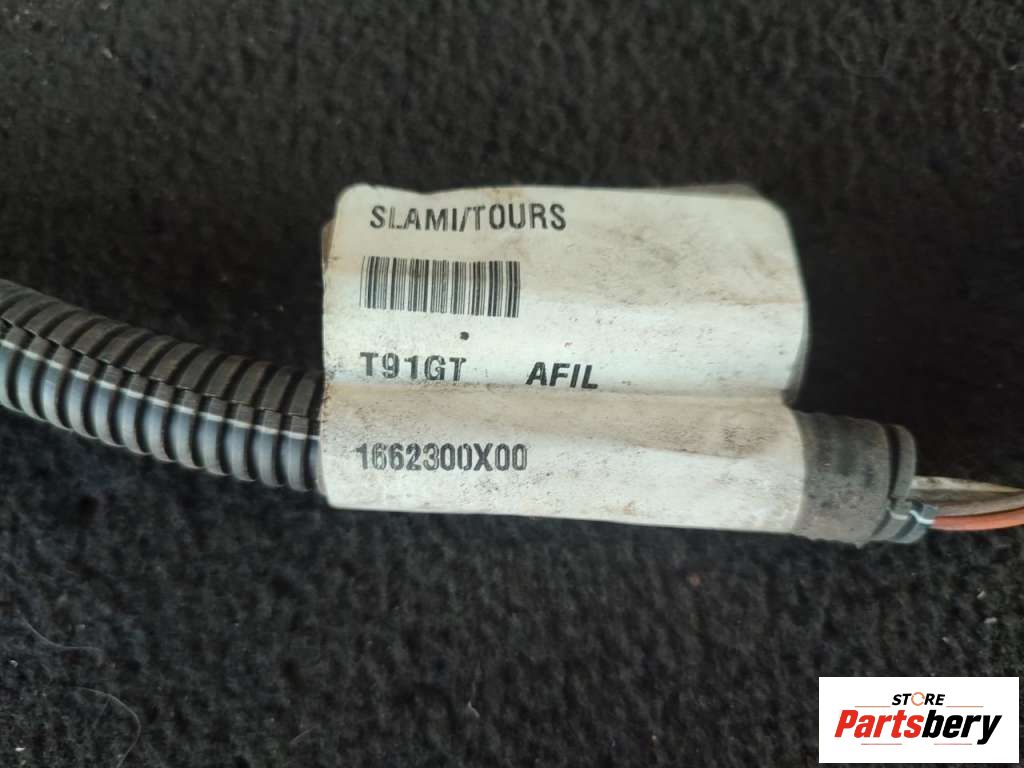 SLAMI/TOURS
T91GT AFIL
1662300X00
STORE
Partsbery